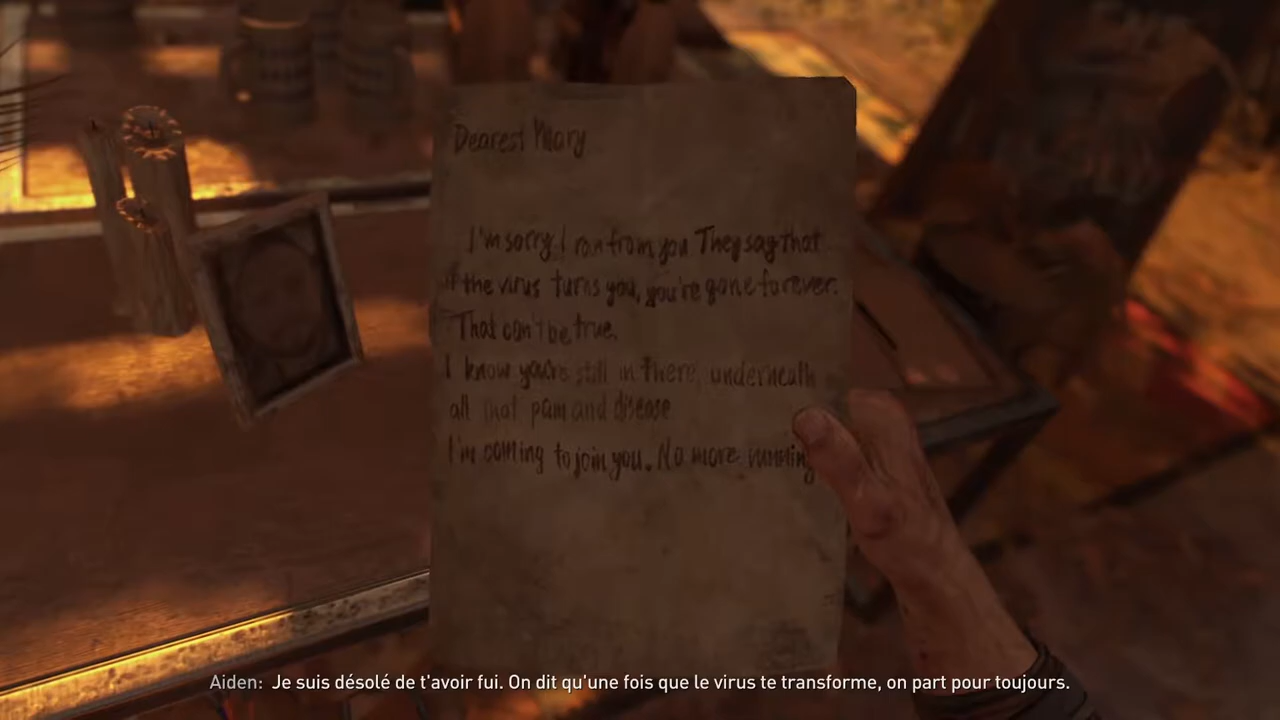 Dearest Mary
I'm sorry I ran from you They say that
if the virus turns you, you're gone forever.
That can't be true.
I know you're still in there, underneath
all that pain and disease
I'm coming to join you. No more running
Aiden: Je suis désolé de t'avoir fui. On dit qu'une fois que le virus te transforme, on part pour toujours.